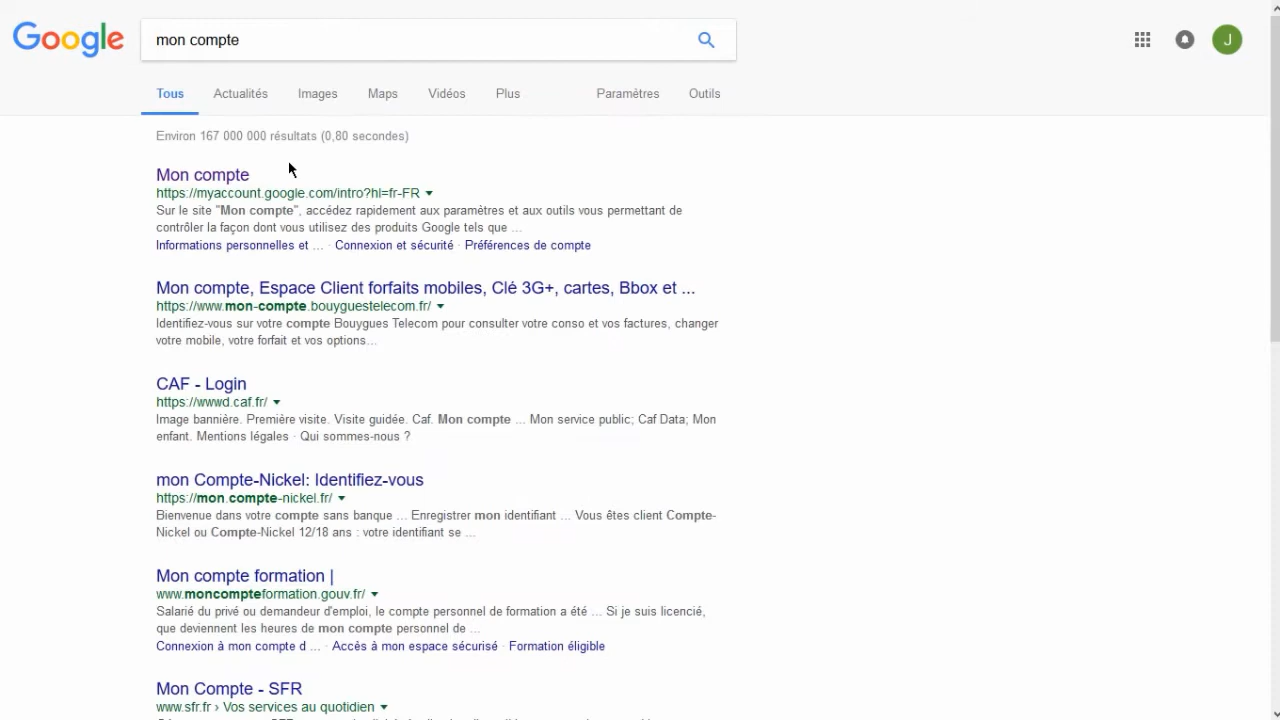 Google
mon compte
J
Tous Actualités Images Maps Vidéos Plus Paramètres Outils
Environ 167 000 000 résultats (0,80 secondes)
Mon compte
https://myaccount.google.com/intro?hl=fr-FR
Sur le site "Mon compte", accédez rapidement aux paramètres et aux outils vous permettant de
contrôler la façon dont vous utilisez des produits Google tels que ...
Informations personnelles et ... · Connexion et sécurité · Préférences de compte
Mon compte, Espace Client forfaits mobiles, Clé 3G+, cartes, Bbox et ...
https://www.mon-compte.bouyguestelecom.fr/
Identifiez-vous sur votre compte Bouygues Telecom pour consulter votre conso et vos factures, changer
votre mobile, votre forfait et vos options...
CAF - Login
https://wwwd.caf.fr/
Image bannière. Première visite. Visite guidée. Caf. Mon compte ... Mon service public; Caf Data; Mon
enfant. Mentions légales · Qui sommes-nous ?
mon Compte-Nickel: Identifiez-vous
https://mon.compte-nickel.fr/
Bienvenue dans votre compte sans banque ... Enregistrer mon identifiant ... Vous êtes client Compte-
Nickel ou Compte-Nickel 12/18 ans : votre identifiant se ...
Mon compte formation |
www.moncompteformation.gouv.fr/
Salarié du privé ou demandeur d'emploi, le compte personnel de formation a été ... Si je suis licencié,
que deviennent les heures de mon compte personnel de ...
Connexion à mon compte d ... · Accès à mon espace sécurisé · Formation éligible
Mon Compte - SFR
www.sfr.fr › Vos services au quotidien